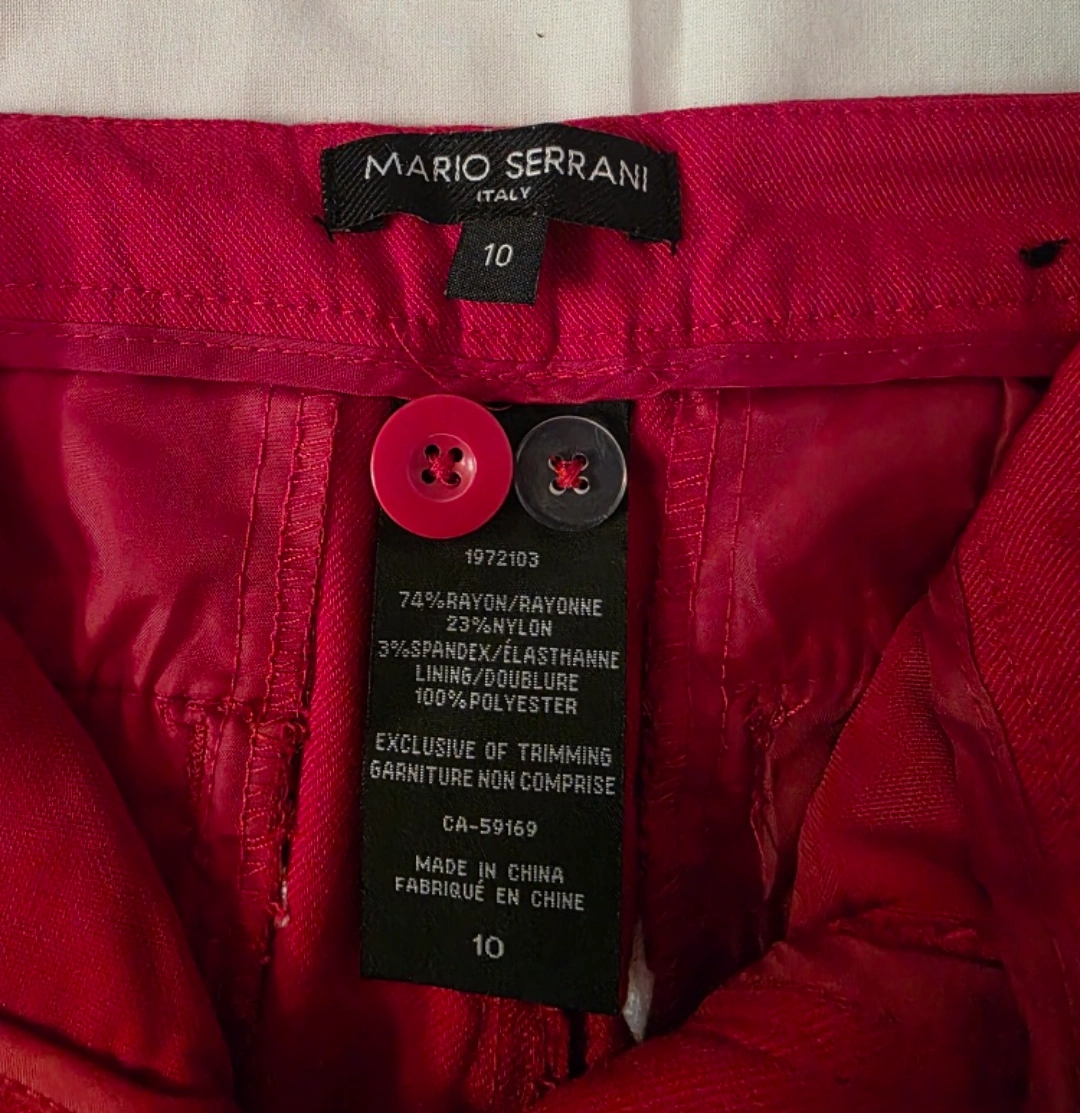 MARIO SERRANI
ITALY
10
1972103
74%RAYON/RAYONNE
23%NYLON
3%SPANDEX/ÉLASTHANNE
LINING/DOUBLURE
100%POLYESTER
EXCLUSIVE OF TRIMMING
GARNITURE NON COMPRISE
CA-59169
MADE IN CHINA
FABRIQUÉ EN CHINE
10